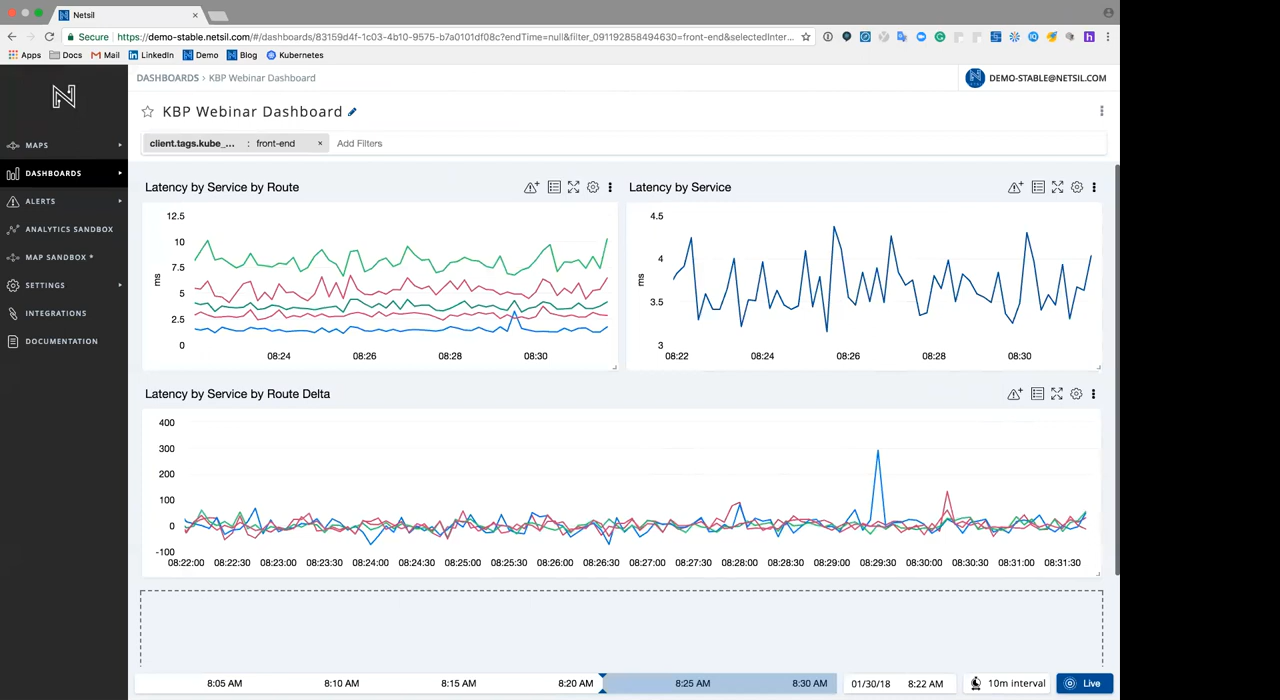 Netsil
Secure https://demo-stable.netsil.com/#/dashboards/83159d4f-1c03-4b10-9575-b7a0101df08c?endTime=null&filter_091192858494630=front-end&selectedInter...
Apps Docs Mail LinkedIn Demo Blog Kubernetes
DASHBOARDS › KBP Webinar Dashboard
DEMO-STABLE@NETSIL.COM
KBP Webinar Dashboard
client.tags.kube_... : front-end × Add Filters
MAPS
DASHBOARDS
ALERTS
ANALYTICS SANDBOX
MAP SANDBOX *
SETTINGS
INTEGRATIONS
DOCUMENTATION
Latency by Service by Route
12.5
10
7.5
5
2.5
0
ms
08:24 08:26 08:28 08:30
Latency by Service
4.5
4
3.5
3
ms
08:22 08:24 08:26 08:28 08:30
Latency by Service by Route Delta
400
300
200
100
0
-100
08:22:00 08:22:30 08:23:00 08:23:30 08:24:00 08:24:30 08:25:00 08:25:30 08:26:00 08:26:30 08:27:00 08:27:30 08:28:00 08:28:30 08:29:00 08:29:30 08:30:00 08:30:30 08:31:00 08:31:30
8:05 AM 8:10 AM 8:15 AM 8:20 AM 8:25 AM 8:30 AM 01/30/18 8:22 AM 10m interval Live